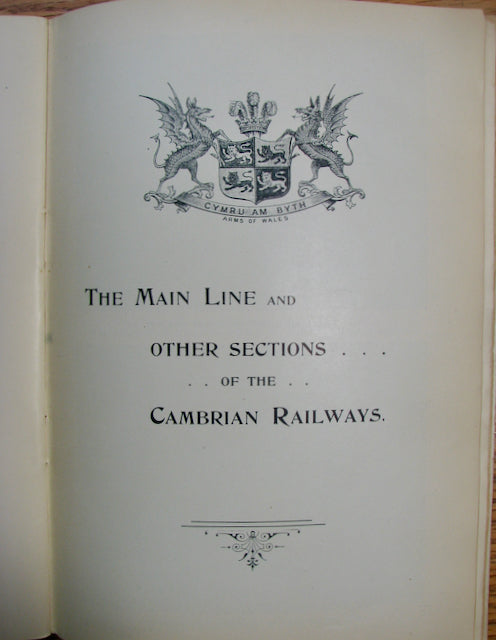 CYMRU AM BYTH
ARMS OF WALES
THE MAIN LINE AND
OTHER SECTIONS . . .
. . OF THE . .
CAMBRIAN RAILWAYS.